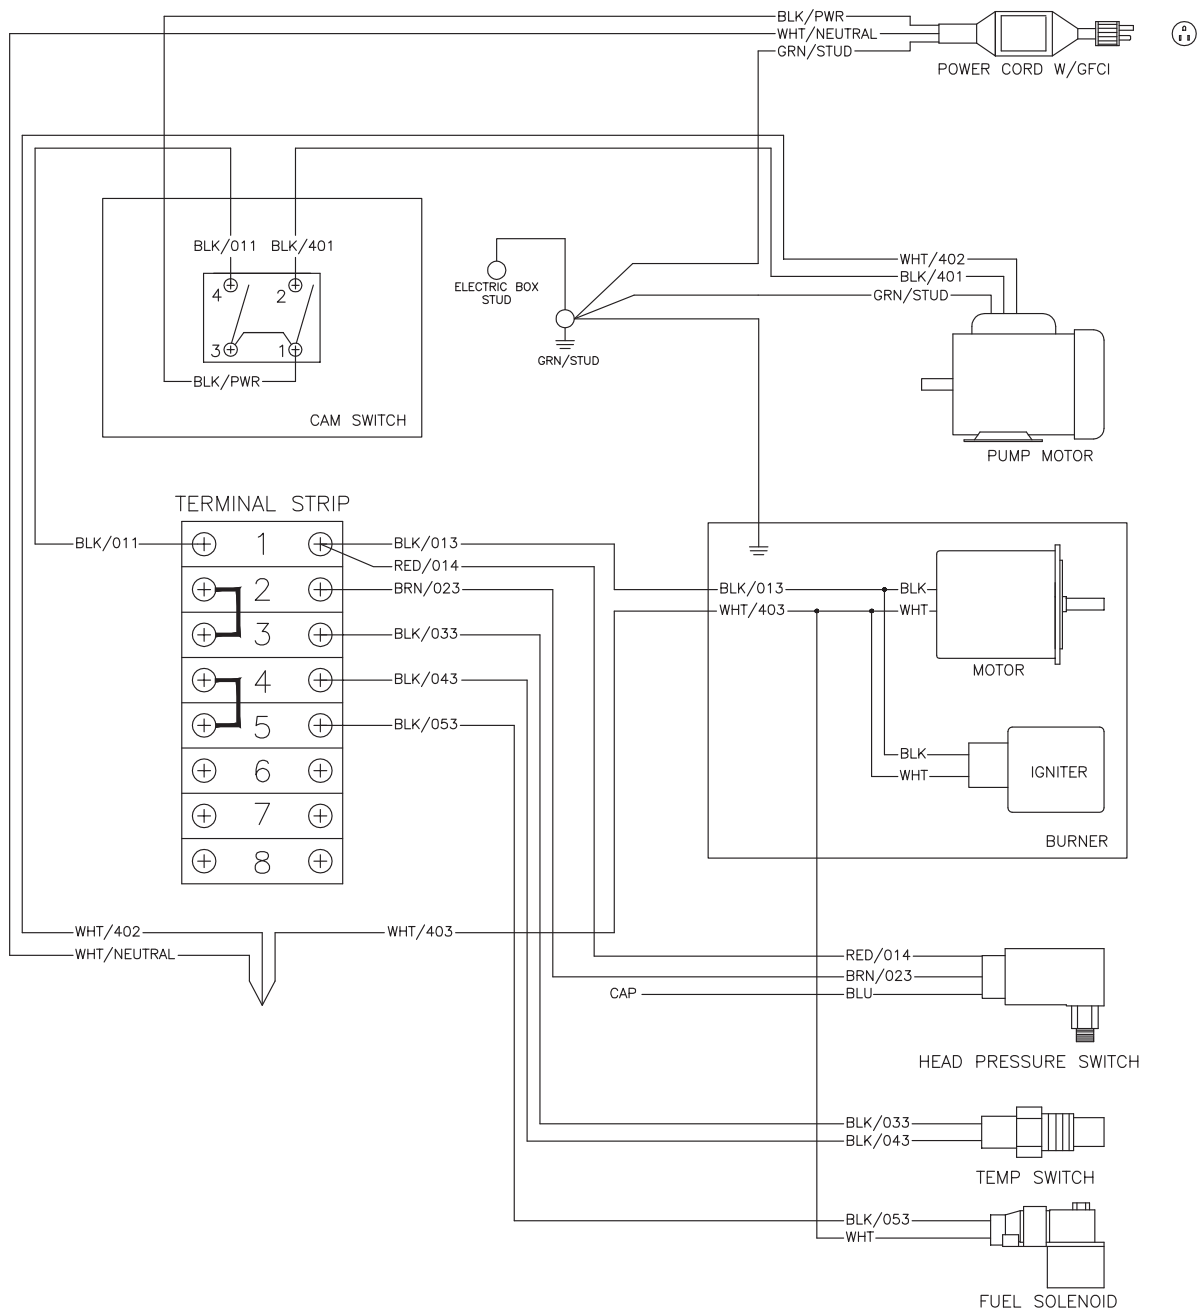 BLK/PWR
WHT/NEUTRAL
GRN/STUD
POWER CORD W/GFCI
BLK/011 BLK/401
4 2
3 1
BLK/PWR
CAM SWITCH
ELECTRIC BOX
STUD
GRN/STUD
WHT/402
BLK/401
GRN/STUD
PUMP MOTOR
TERMINAL STRIP
BLK/011 1 BLK/013
RED/014
2 BRN/023
3 BLK/033
4 BLK/043
5 BLK/053
6
7
8
BLK/013 BLK
WHT/403 WHT
MOTOR
BLK
WHT
IGNITER
BURNER
WHT/402 WHT/403
WHT/NEUTRAL
RED/014
BRN/023
CAP BLU
HEAD PRESSURE SWITCH
BLK/033
BLK/043
TEMP SWITCH
BLK/053
WHT
FUEL SOLENOID